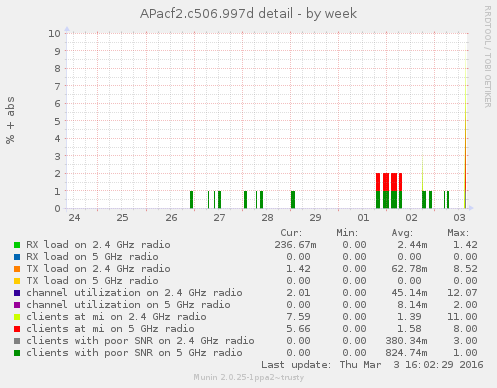 APacf2.c506.997d detail - by week
RRDTOOL / TOBI OETIKER
% + abs
10
9
8
7
6
5
4
3
2
1
0
24 25 26 27 28 29 01 02 03
Cur: Min: Avg: Max:
RX load on 2.4 GHz radio 236.67m 0.00 2.44m 1.42
RX load on 5 GHz radio 0.00 0.00 0.00 0.00
TX load on 2.4 GHz radio 1.42 0.00 62.78m 8.52
TX load on 5 GHz radio 0.00 0.00 0.00 0.00
channel utilization on 2.4 GHz radio 2.01 0.00 45.14m 12.07
channel utilization on 5 GHz radio 0.00 0.00 8.14m 2.00
clients at mi on 2.4 GHz radio 7.59 0.00 1.39 11.00
clients at mi on 5 GHz radio 5.66 0.00 1.58 8.00
clients with poor SNR on 2.4 GHz radio 0.00 0.00 380.34m 3.00
clients with poor SNR on 5 GHz radio 0.00 0.00 824.74m 1.00
Last update: Thu Mar 3 16:02:29 2016
Munin 2.0.25-1ppa2~trusty